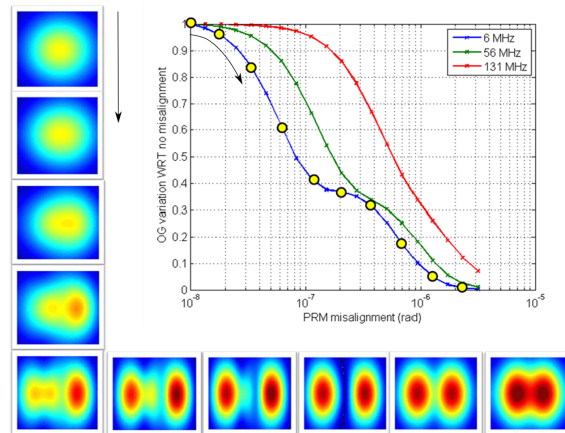 OG variation WRT no misalignment
0.9
0.8
0.7
0.6
0.5
0.4
0.3
0.2
0.1
0
6 MHz
56 MHz
131 MHz
10^-8
10^-7
10^-6
10^-5
PRM misalignment (rad)